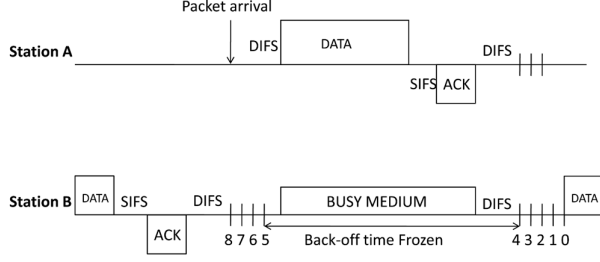 Packet arrival
Station A
DIFS
DATA
DIFS
SIFS
ACK
Station B
DATA
SIFS
DIFS
BUSY MEDIUM
DIFS
DATA
ACK
8 7 6 5
Back-off time Frozen
4 3 2 1 0